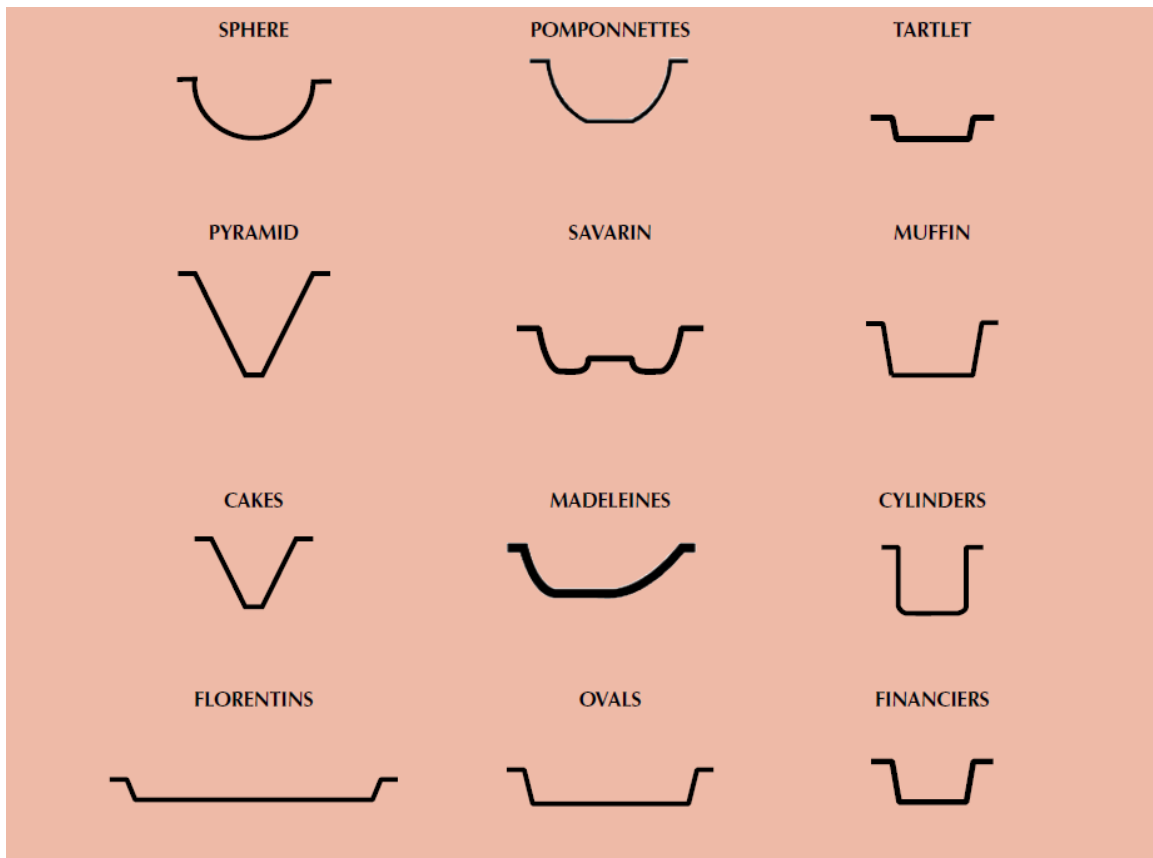 SPHERE
POMPONNETTES
TARTLET
PYRAMID
SAVARIN
MUFFIN
CAKES
MADELEINES
CYLINDERS
FLORENTINS
OVALS
FINANCIERS